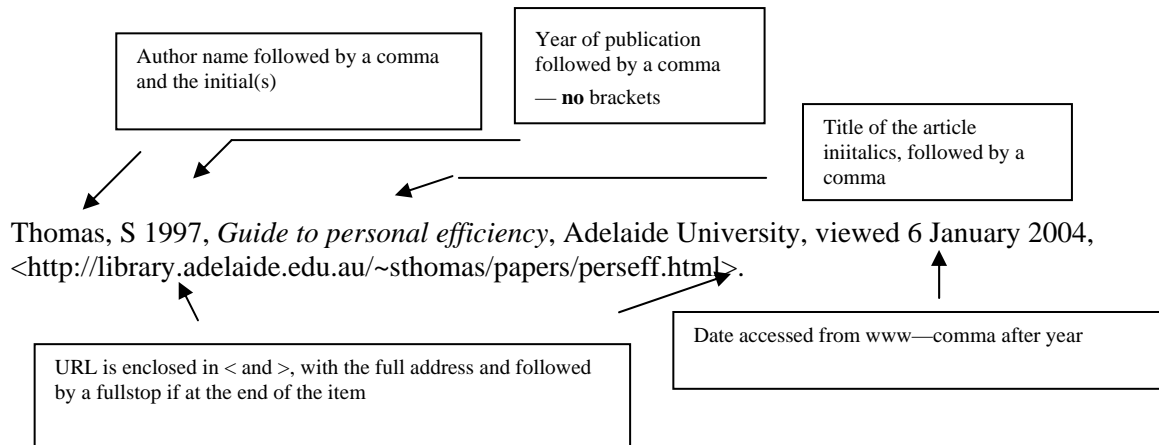 Author name followed by a comma
and the initial(s)
Year of publication
followed by a comma
— no brackets
Title of the article
iniitalics, followed by a
comma
Thomas, S 1997, Guide to personal efficiency, Adelaide University, viewed 6 January 2004,
<http://library.adelaide.edu.au/~sthomas/papers/perseff.html>.
URL is enclosed in < and >, with the full address and followed
by a fullstop if at the end of the item
Date accessed from www—comma after year